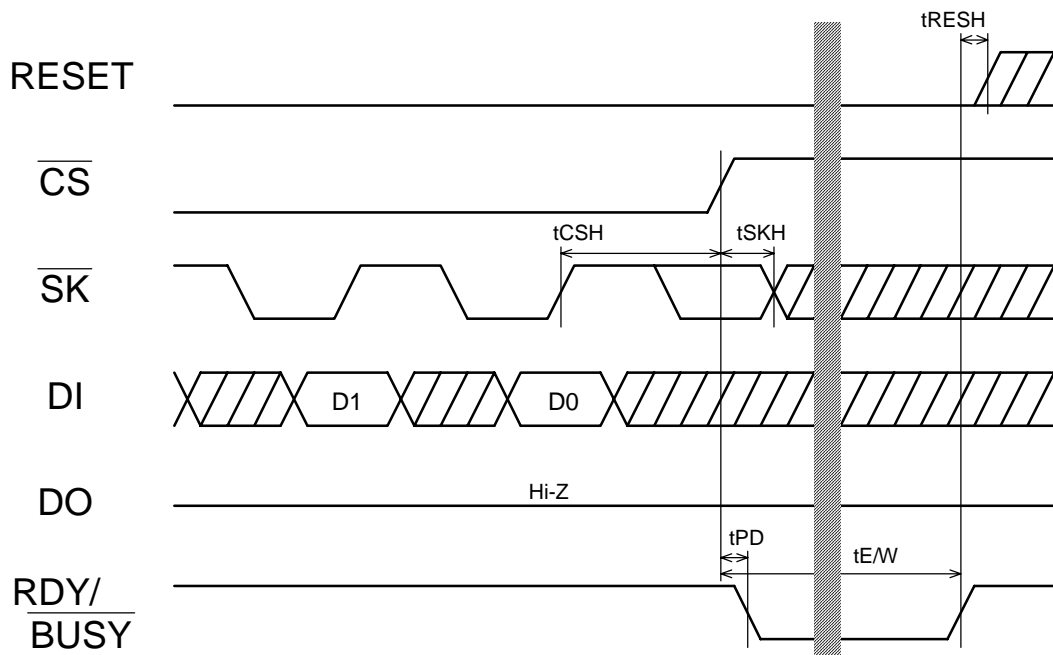 tRESH
RESET
CS
tCSH
tSKH
SK
DI
D1
D0
DO
Hi-Z
tPD
tE/W
RDY/
BUSY